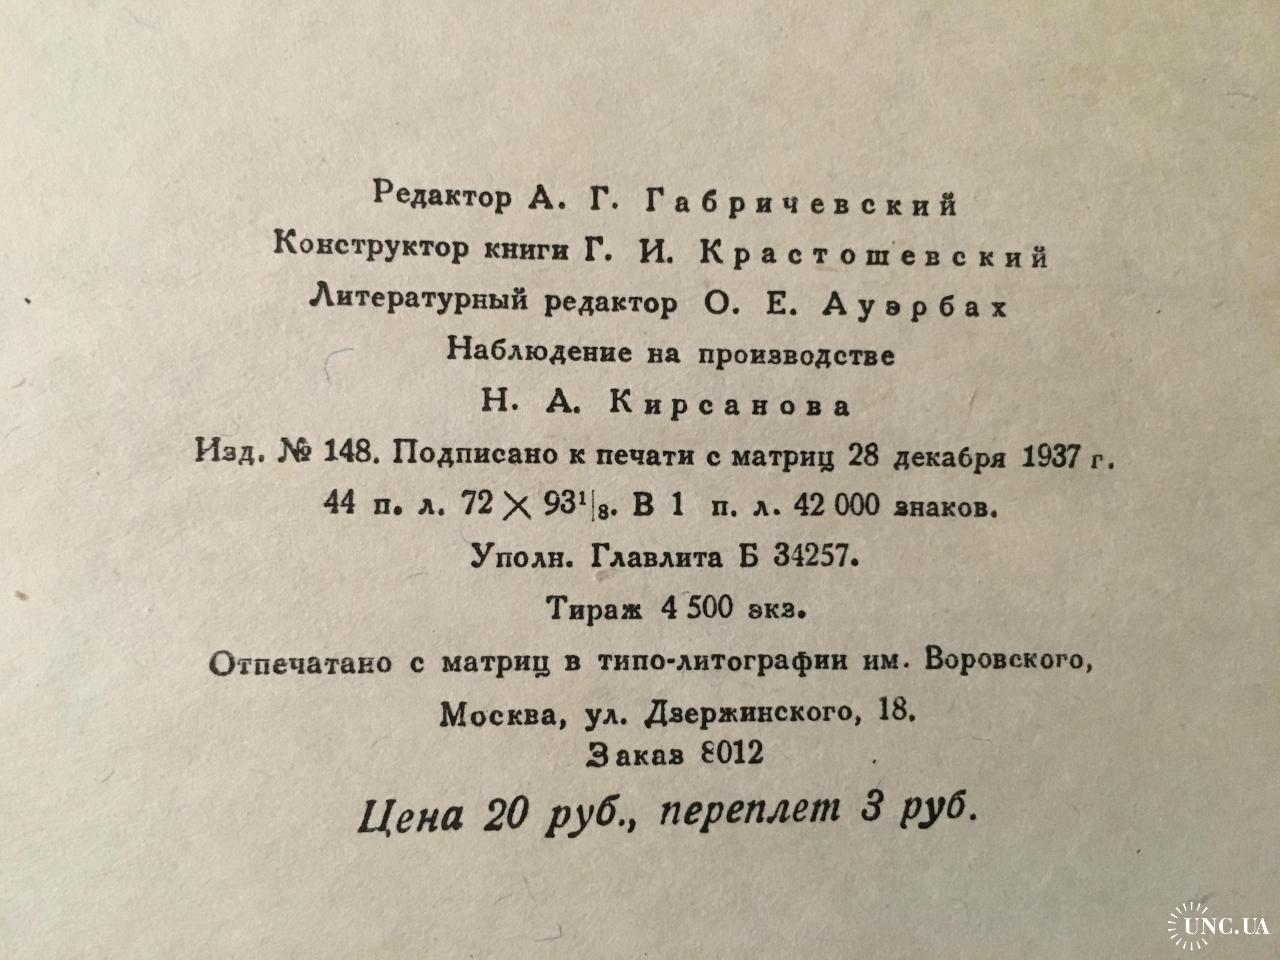 Редактор А. Г. Габричевский
Конструктор книги Г. И. Крастошевский
Литературный редактор О. Е. Ауэрбах
Наблюдение на производстве
Н. А. Кирсанова
Изд. № 148. Подписано к печати с матриц 28 декабря 1937 г.
44 п. л. 72 × 93¹/₈. В 1 п. л. 42 000 знаков.
Уполн. Главлита Б 34257.
Тираж 4 500 экз.
Отпечатано с матриц в типо-литографии им. Воровского,
Москва, ул. Дзержинского, 18.
Заказ 8012
Цена 20 руб., переплет 3 руб.
UNC.UA